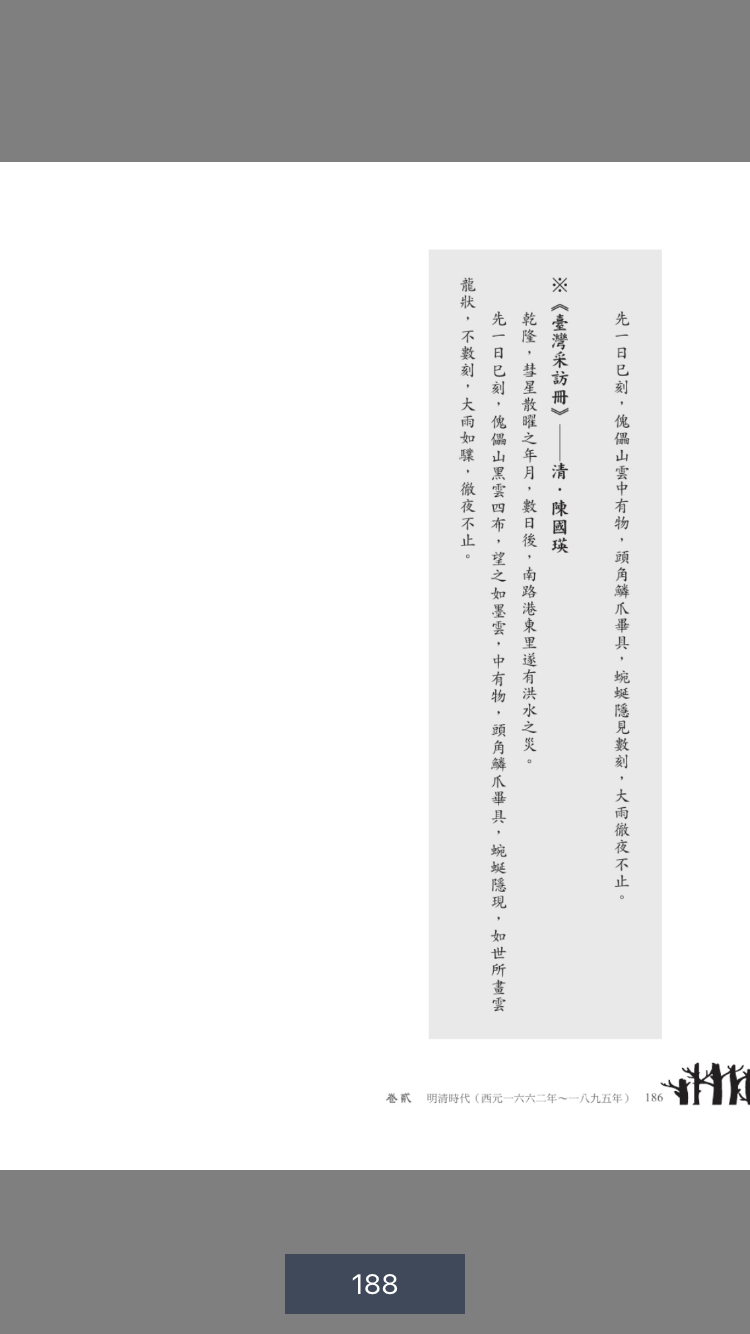 先一日巳刻，傀儡山雲中有物，頭角鱗爪畢具，蜿蜒隱見數刻，大雨徹夜不止。
※《臺灣采訪冊》——清．陳國瑛
乾隆，彗星散曜之年月，數日後，南路港東里遂有洪水之災。
先一日巳刻，傀儡山黑雲四布，望之如墨雲，中有物，頭角鱗爪畢具，蜿蜒隱現，如世所畫雲
龍狀，不數刻，大雨如驟，徹夜不止。
卷貳 明清時代（西元一六六二年～一八九五年） 186
188